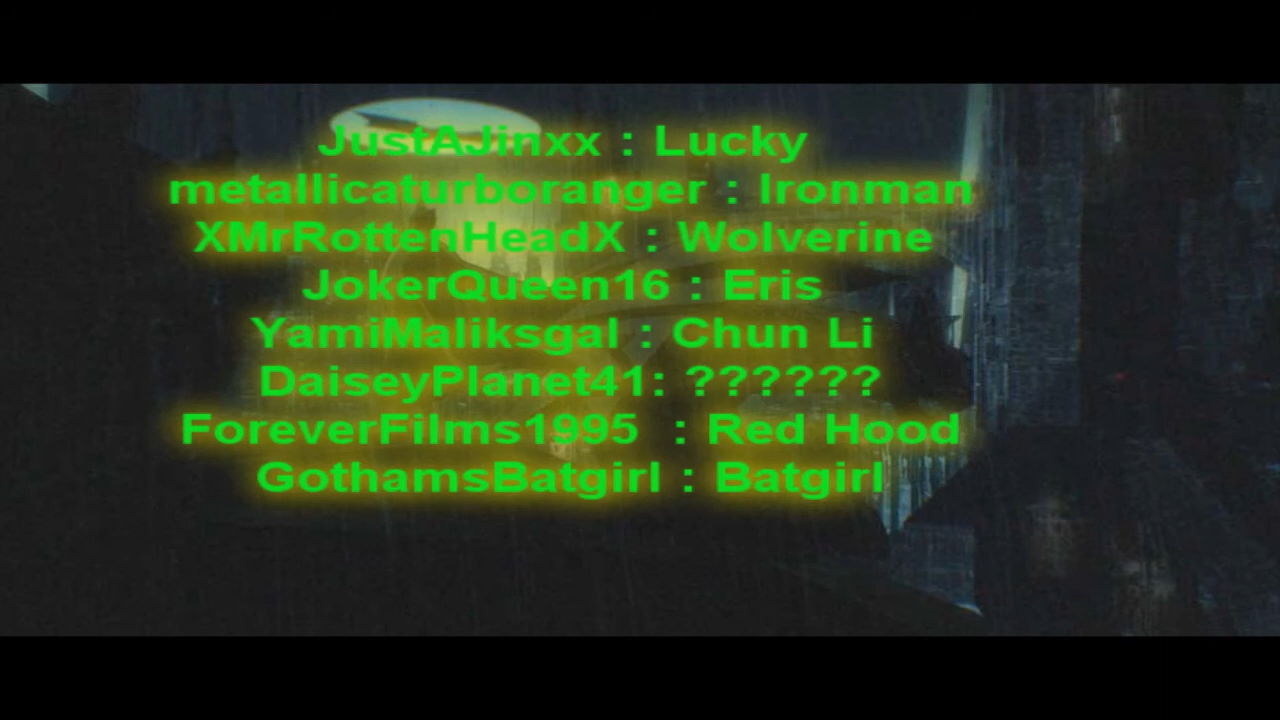 JustAJinxx : Lucky
metallicaturboranger : Ironman
XMrRottenHeadX : Wolverine
JokerQueen16 : Eris
YamiMaliksgal : Chun Li
DaiseyPlanet41: ??????
ForeverFilms1995  : Red Hood
GothamsBatgirl : Batgirl